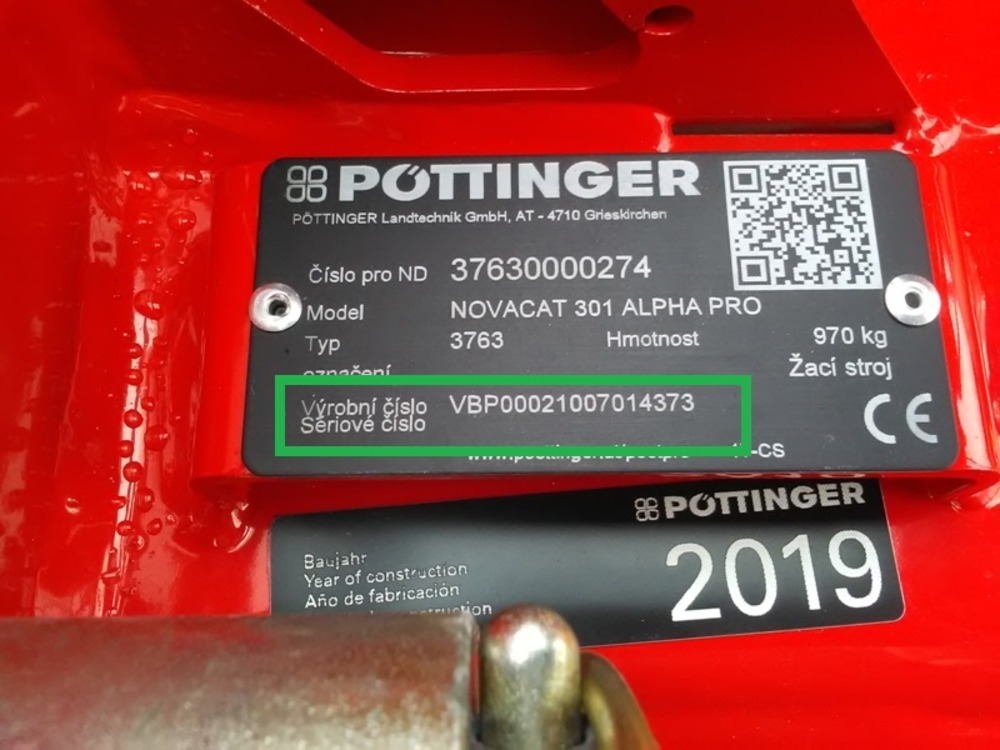 PÖTTINGER
PÖTTINGER Landtechnik GmbH, AT - 4710 Grieskirchen
Číslo pro ND 37630000274
Model NOVACAT 301 ALPHA PRO
Typ 3763 Hmotnost 970 kg
označení Žací stroj
Výrobní číslo VBP00021007014373
Sériové číslo
CE
-CS
PÖTTINGER
2019
Baujahr
Year of construction
Año de fabricación